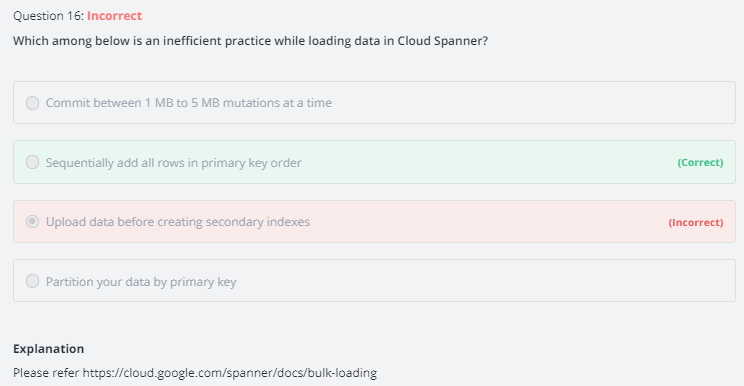 Question 16: Incorrect
Which among below is an inefficient practice while loading data in Cloud Spanner?
Commit between 1 MB to 5 MB mutations at a time
Sequentially add all rows in primary key order (Correct)
Upload data before creating secondary indexes (Incorrect)
Partition your data by primary key
Explanation
Please refer https://cloud.google.com/spanner/docs/bulk-loading